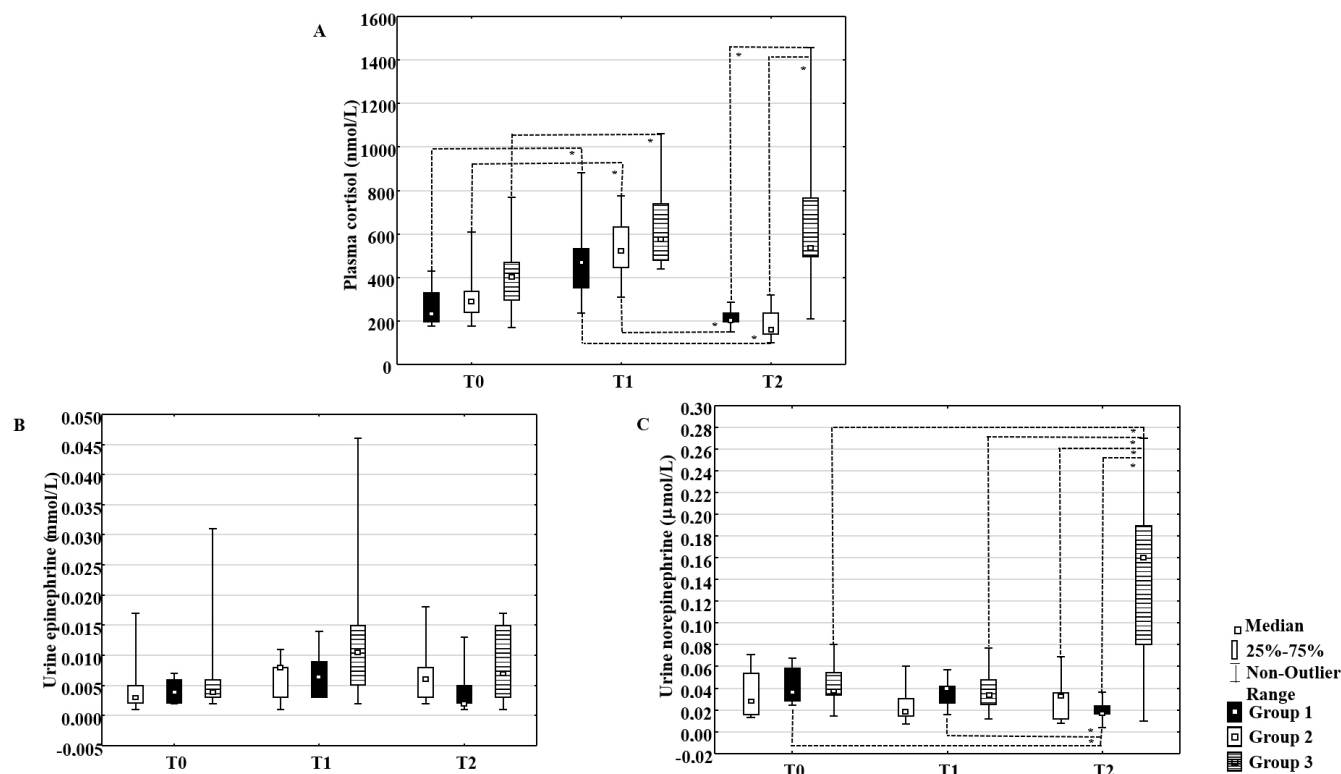 A
Plasma cortisol (nmol/L)
1600
1400
1200
1000
800
600
400
200
0
* * * * * * *
T0 T1 T2
B
Urine epinephrine (mmol/L)
0.050
0.045
0.040
0.035
0.030
0.025
0.020
0.015
0.010
0.005
0.000
-0.005
T0 T1 T2
C
Urine norepinephrine (µmol/L)
0.30
0.28
0.26
0.24
0.22
0.20
0.18
0.16
0.14
0.12
0.10
0.08
0.06
0.04
0.02
0.00
-0.02
* * * * * *
T0 T1 T2
Median
25%-75%
Non-Outlier
Range
Group 1
Group 2
Group 3